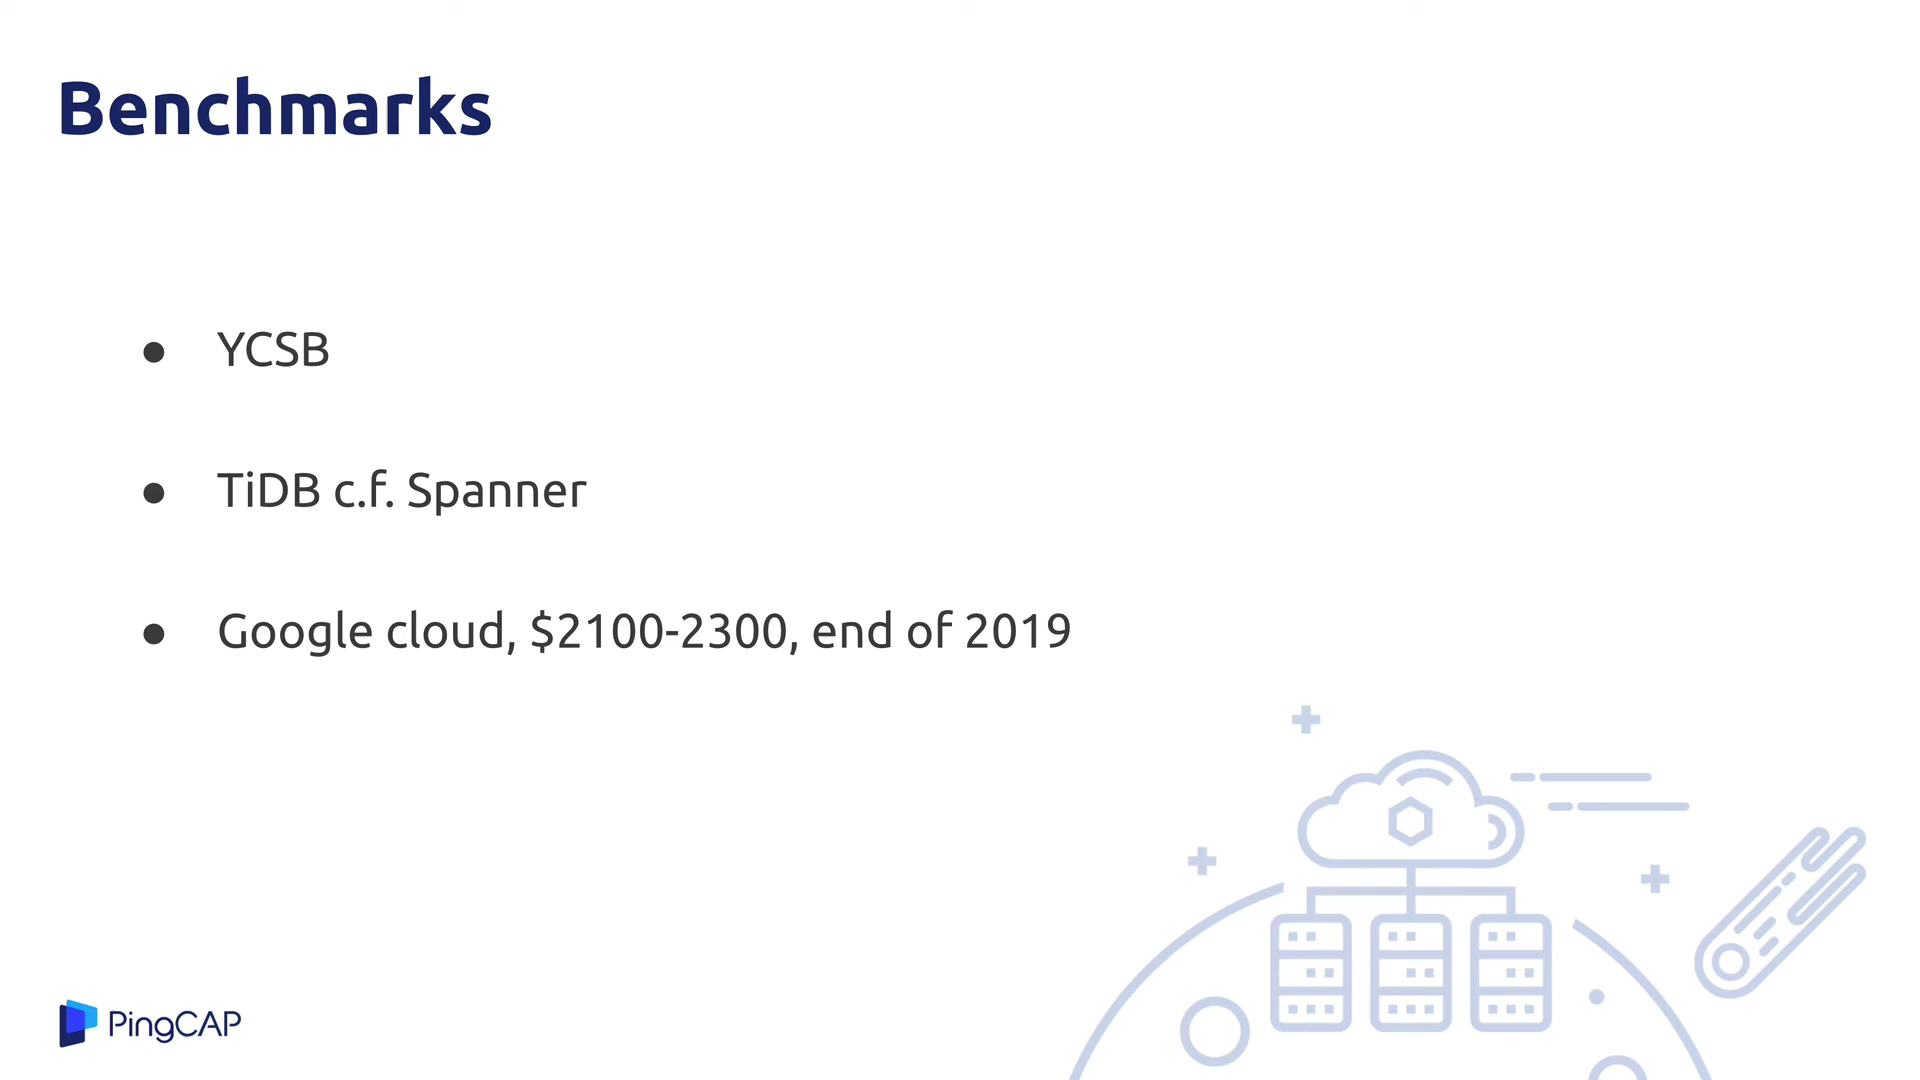 Benchmarks
● YCSB
● TiDB c.f. Spanner
● Google cloud, $2100-2300, end of 2019
PingCAP